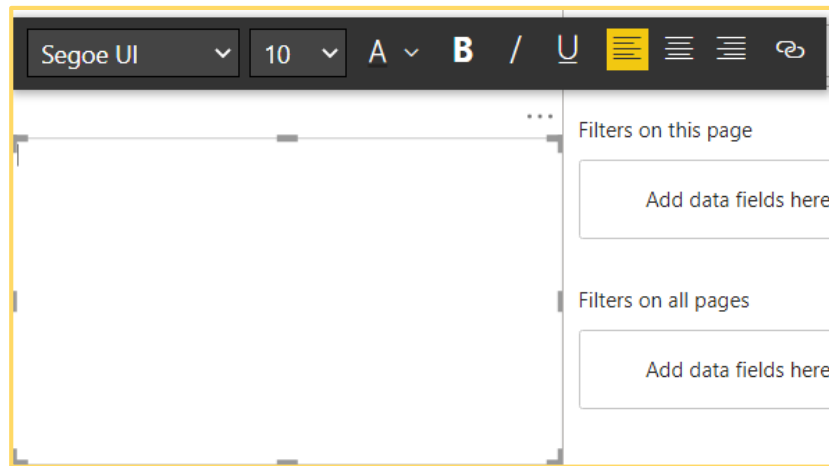 Segoe UI 10 A B / U
Filters on this page
Add data fields here
Filters on all pages
Add data fields here